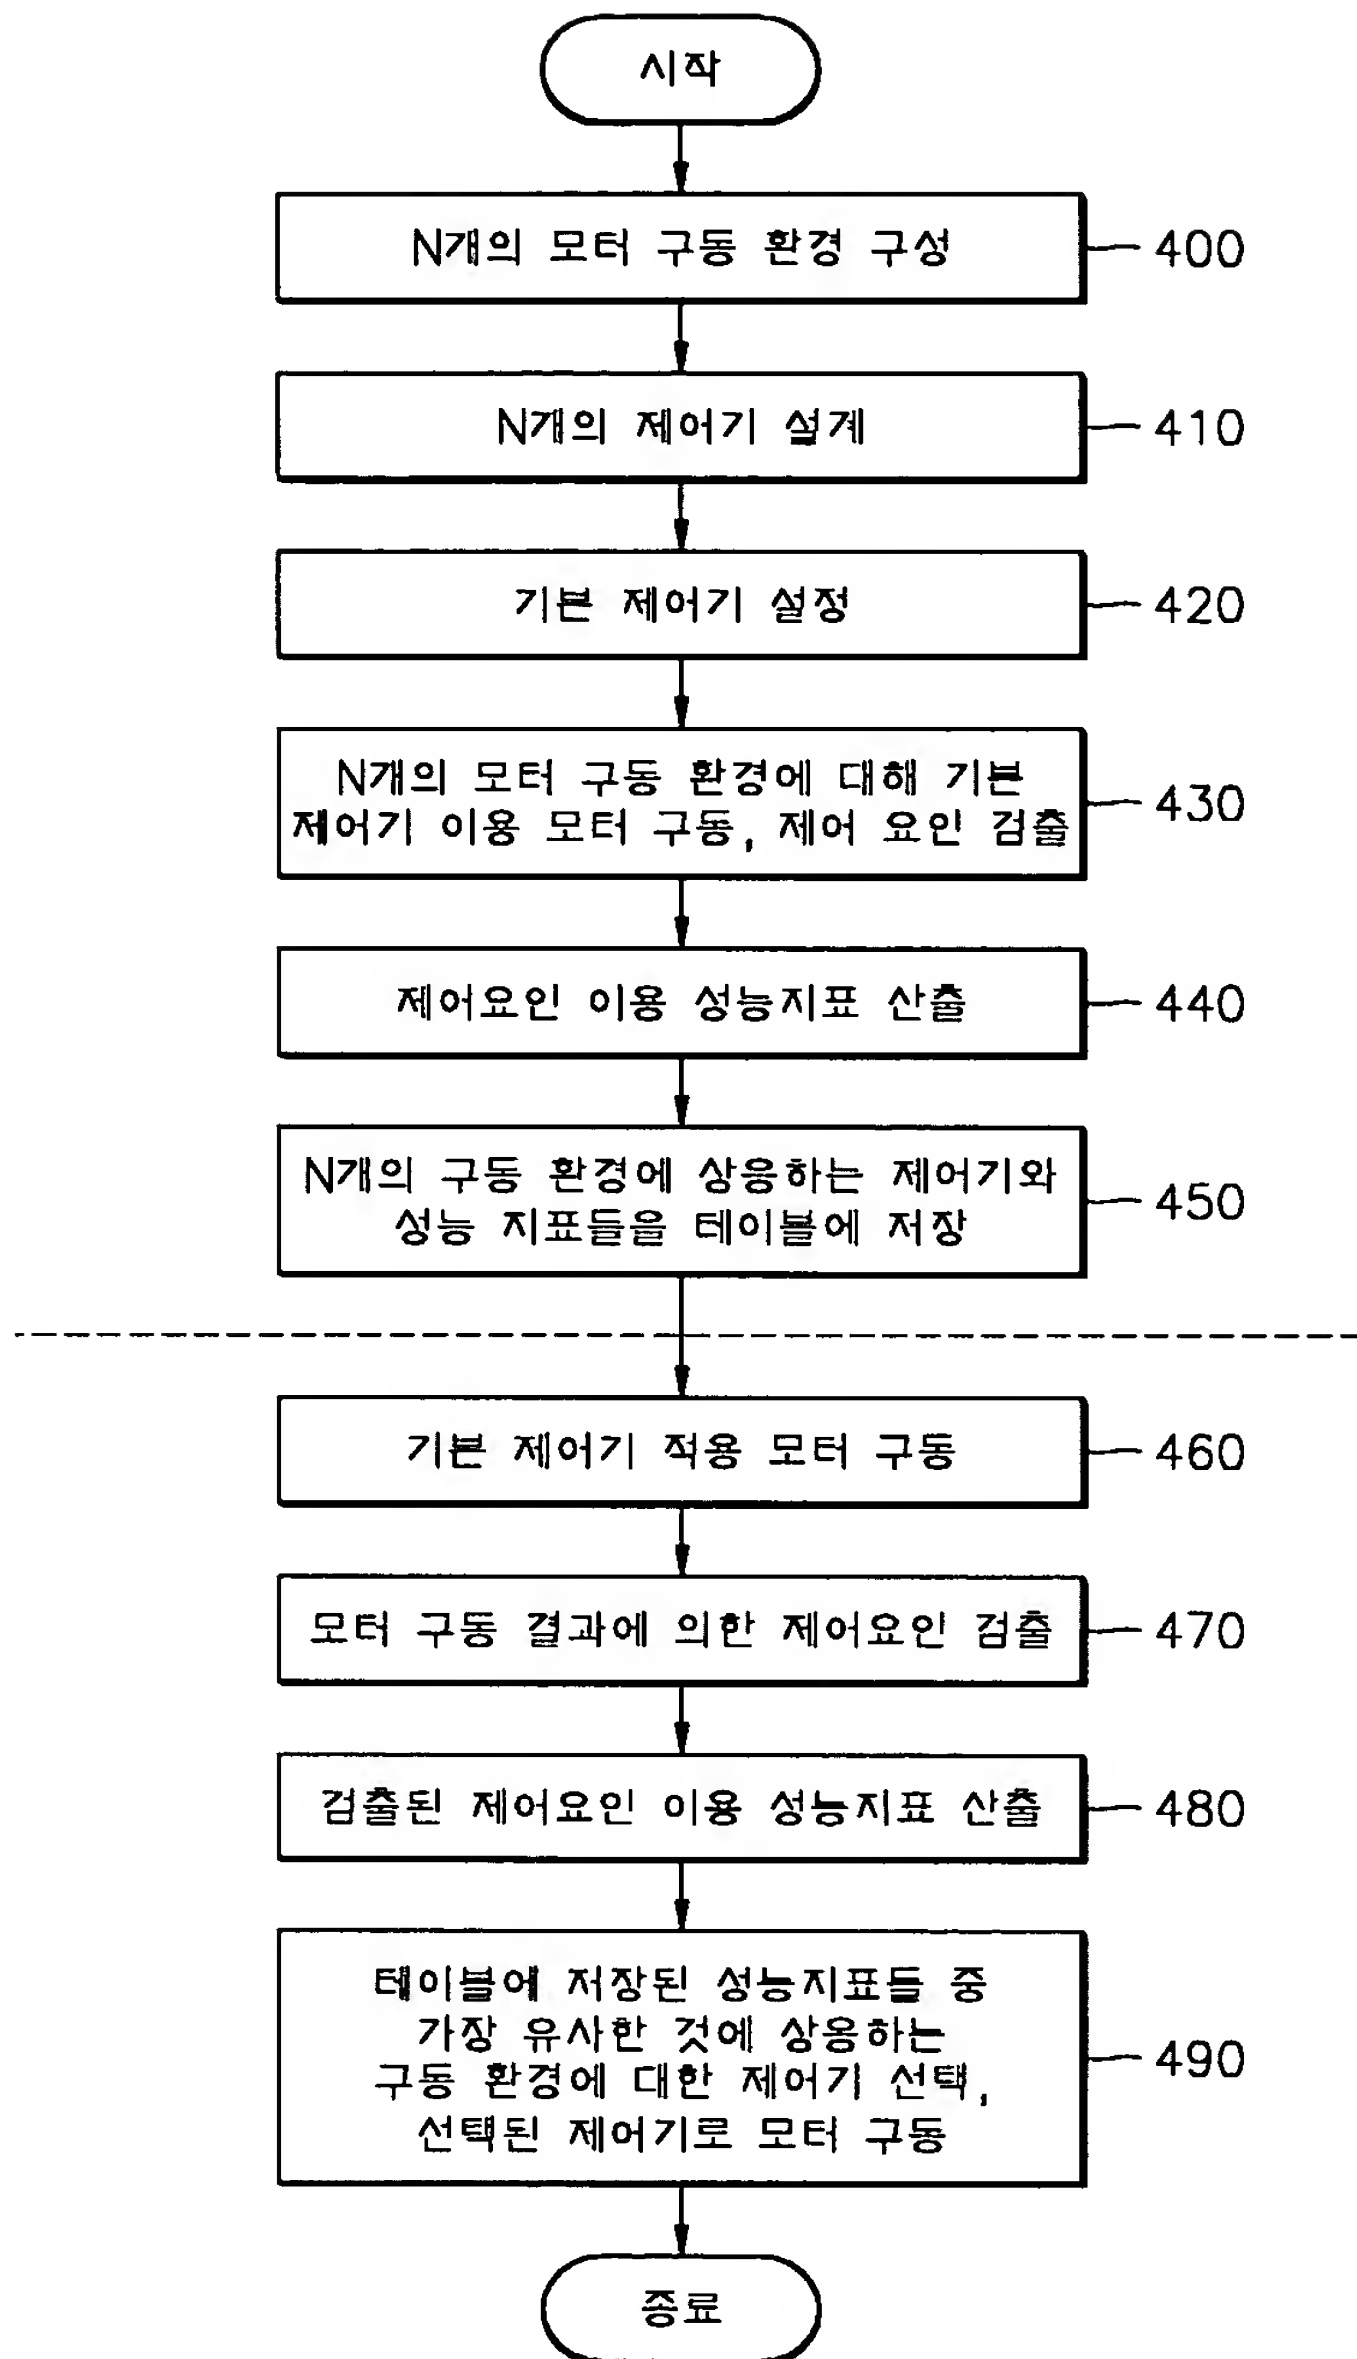 시작
N개의 모터 구동 환경 구성
400
N개의 제어기 설계
410
기본 제어기 설정
420
N개의 모터 구동 환경에 대해 기본
제어기 이용 모터 구동, 제어 요인 검출
430
제어요인 이용 성능지표 산출
440
N개의 구동 환경에 상응하는 제어기와
성능 지표들을 테이블에 저장
450
기본 제어기 적용 모터 구동
460
모터 구동 결과에 의한 제어요인 검출
470
검출된 제어요인 이용 성능지표 산출
480
테이블에 저장된 성능지표들 중
가장 유사한 것에 상응하는
구동 환경에 대한 제어기 선택,
선택된 제어기로 모터 구동
490
종료